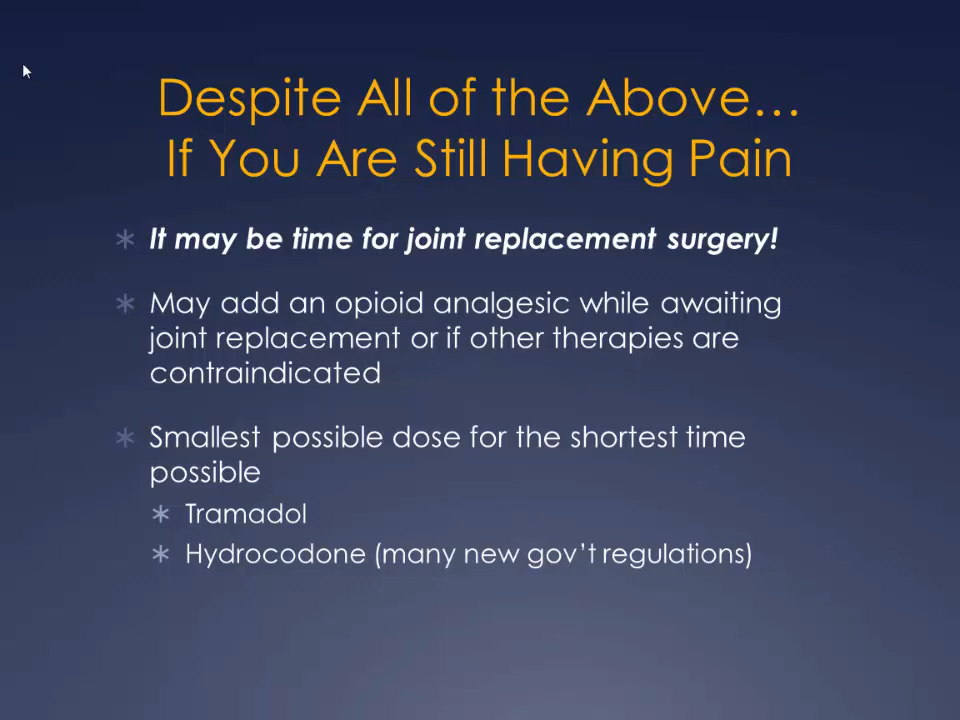 Despite All of the Above…
If You Are Still Having Pain
It may be time for joint replacement surgery!
May add an opioid analgesic while awaiting
joint replacement or if other therapies are
contraindicated
Smallest possible dose for the shortest time
possible
Tramadol
Hydrocodone (many new gov’t regulations)